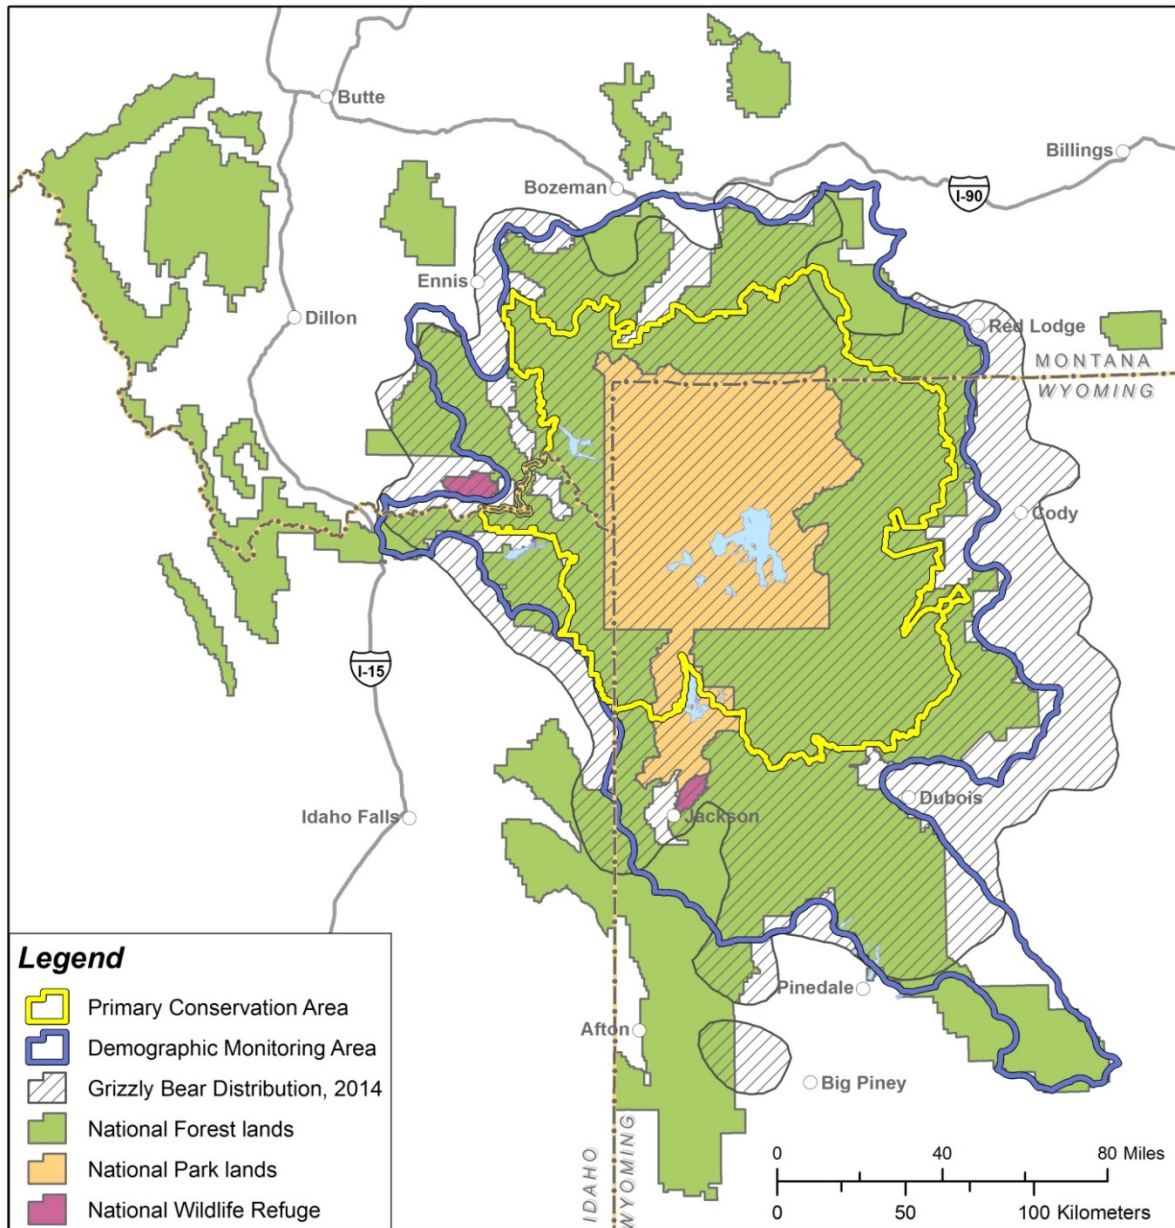 Butte
Billings
Bozeman
I-90
Ennis
Dillon
Red Lodge
MONTANA
WYOMING
Cody
I-15
Dubois
Idaho Falls
Jackson
Legend
Primary Conservation Area
Demographic Monitoring Area
Grizzly Bear Distribution, 2014
National Forest lands
National Park lands
National Wildlife Refuge
Pinedale
Afton
Big Piney
IDAHO
WYOMING
0 40 80 Miles
0 50 100 Kilometers